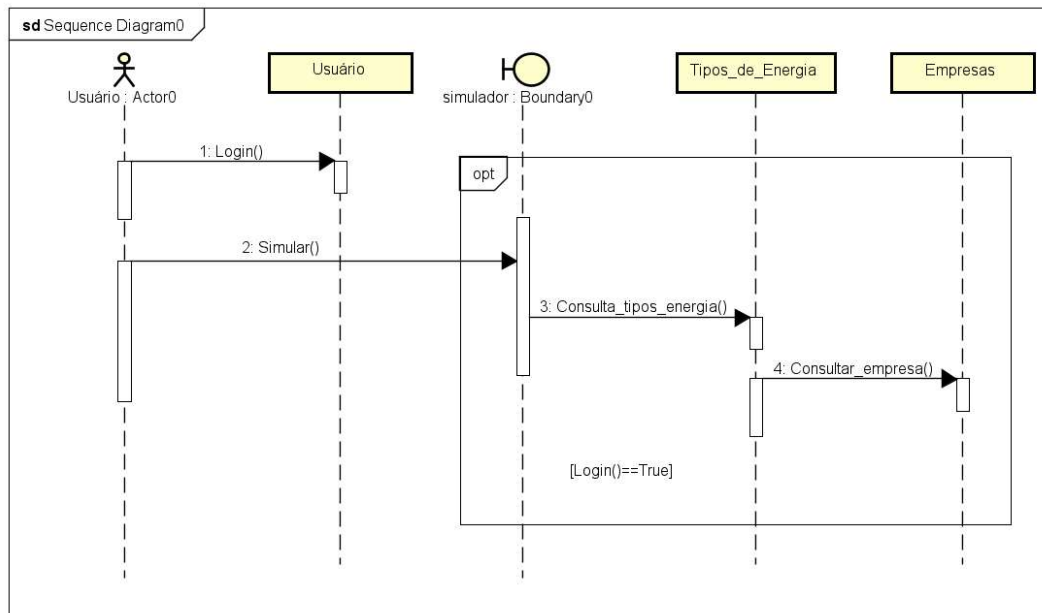 sd Sequence Diagram0
Usuário : Actor0
Usuário
simulador : Boundary0
Tipos_de_Energia
Empresas
1: Login()
opt
2: Simular()
3: Consulta_tipos_energia()
4: Consultar_empresa()
[Login()==True]